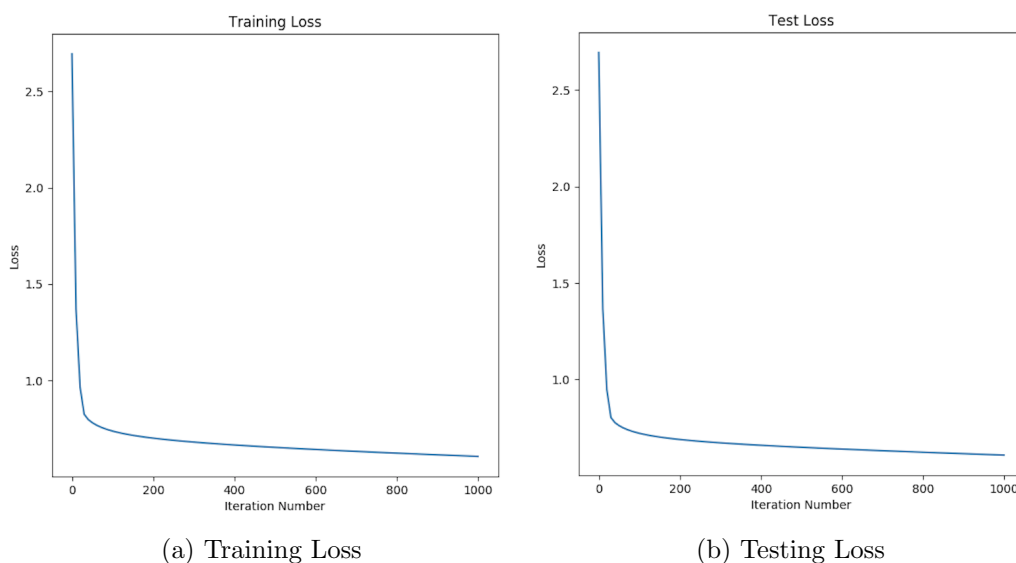 Training Loss
2.5
2.0
1.5
1.0
Loss
0 200 400 600 800 1000
Iteration Number
(a) Training Loss
Test Loss
2.5
2.0
1.5
1.0
Loss
0 200 400 600 800 1000
Iteration Number
(b) Testing Loss